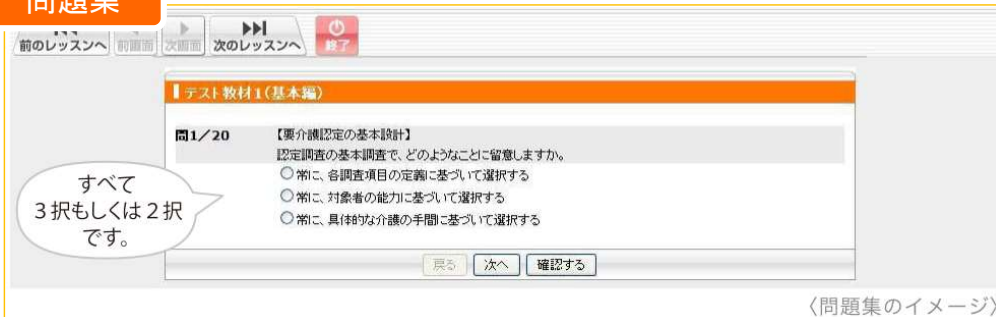 問題集
前のレッスンへ 前画面 次画面 次のレッスンへ 終了
テスト教材1(基本編)
問1／20 【要介護認定の基本設計】
認定調査の基本調査で、どのようなことに留意しますか。
常に、各調査項目の定義に基づいて選択する
常に、対象者の能力に基づいて選択する
常に、具体的な介護の手間に基づいて選択する
すべて
3択もしくは2択
です。
戻る 次へ 確認する
〈問題集のイメージ〉